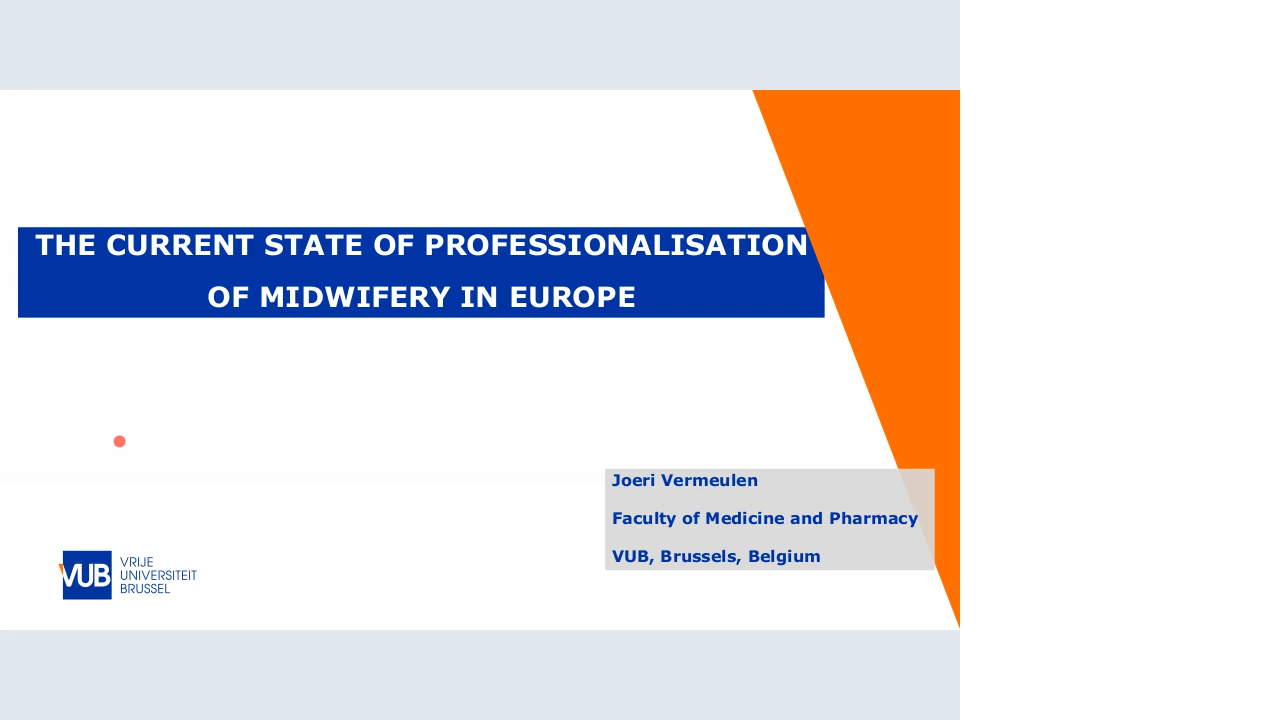 THE CURRENT STATE OF PROFESSIONALISATION
OF MIDWIFERY IN EUROPE
Joeri Vermeulen
Faculty of Medicine and Pharmacy
VUB, Brussels, Belgium
VUB
VRIJE
UNIVERSITEIT
BRUSSEL